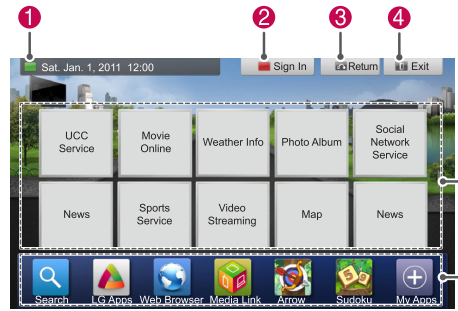 1 2 3 4
Sat. Jan. 1, 2011 12:00 Sign In Return Exit
UCC
Service
Movie
Online
Weather Info
Photo Album
Social
Network
Service
News
Sports
Service
Video
Streaming
Map
News
Search LG Apps Web Browser Media Link Arrow Sudoku My Apps